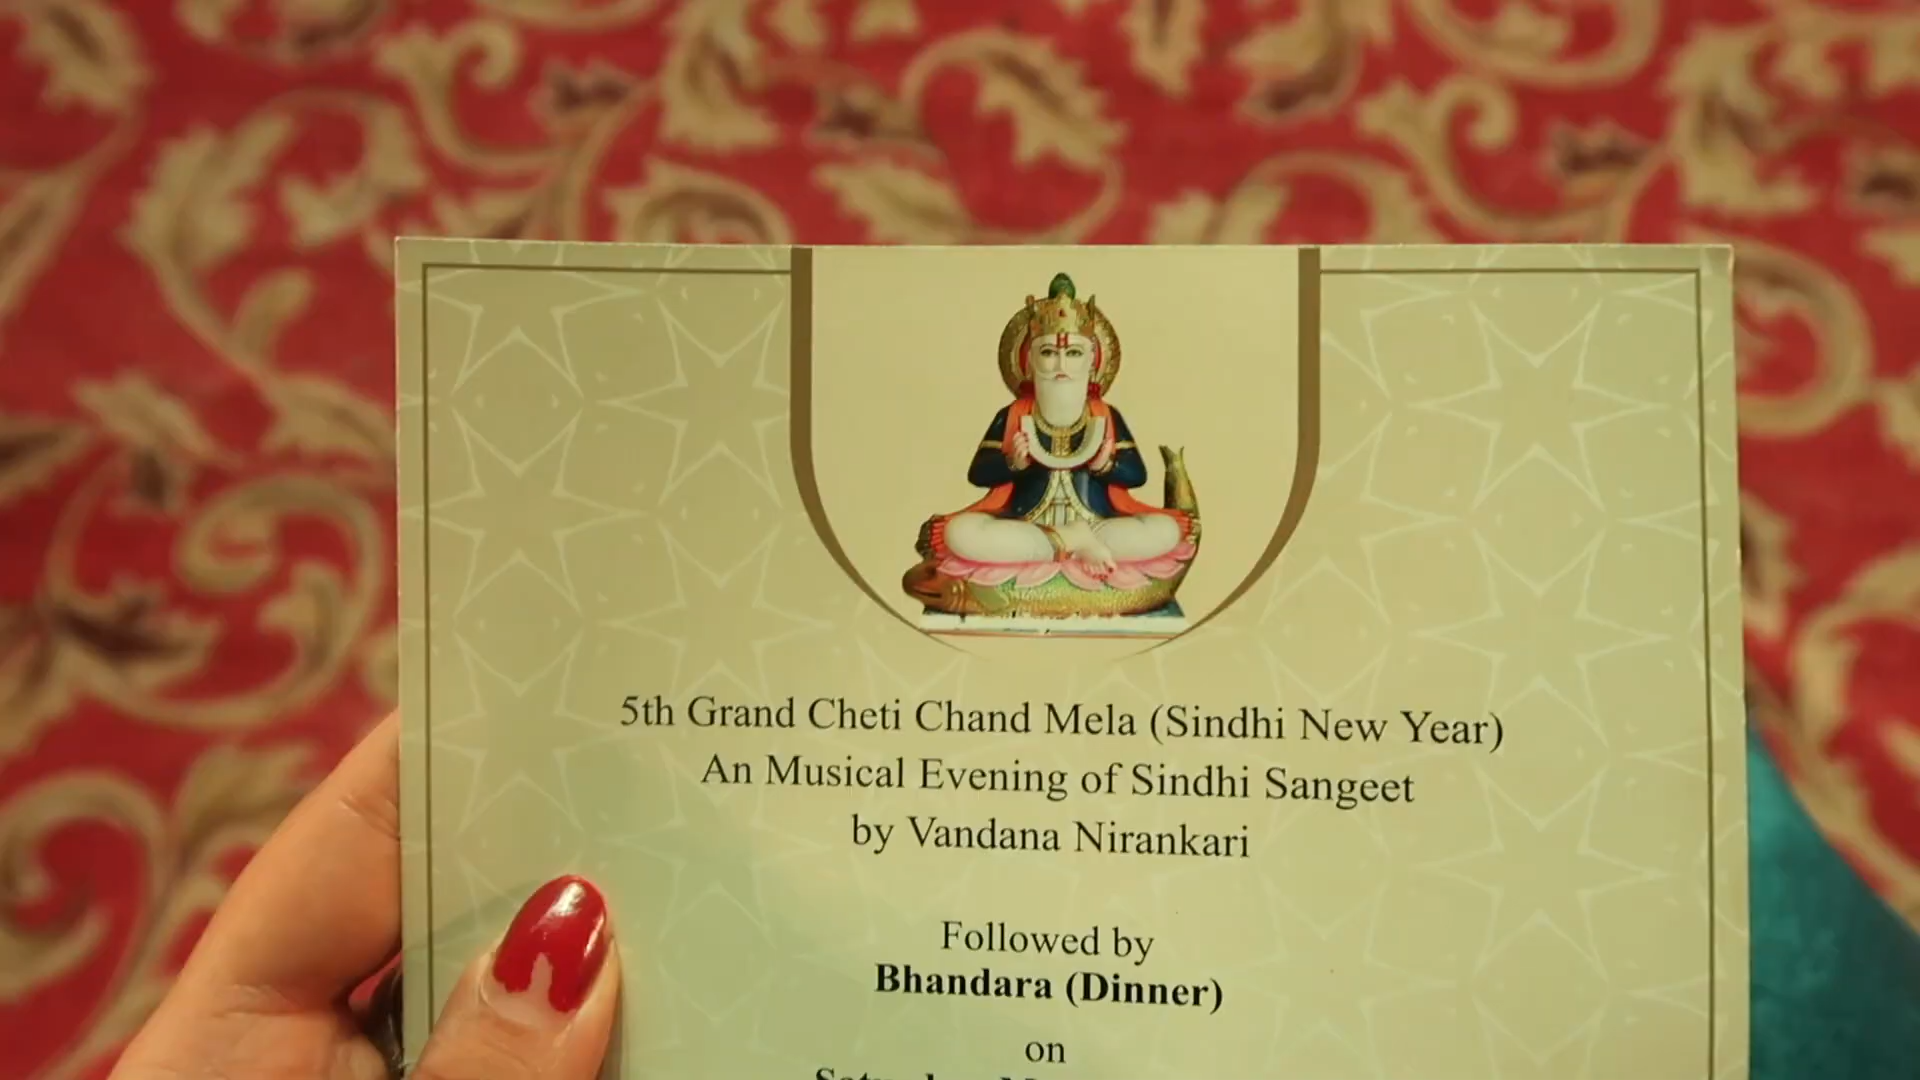 5th Grand Cheti Chand Mela (Sindhi New Year)
An Musical Evening of Sindhi Sangeet
by Vandana Nirankari
Followed by
Bhandara (Dinner)
on